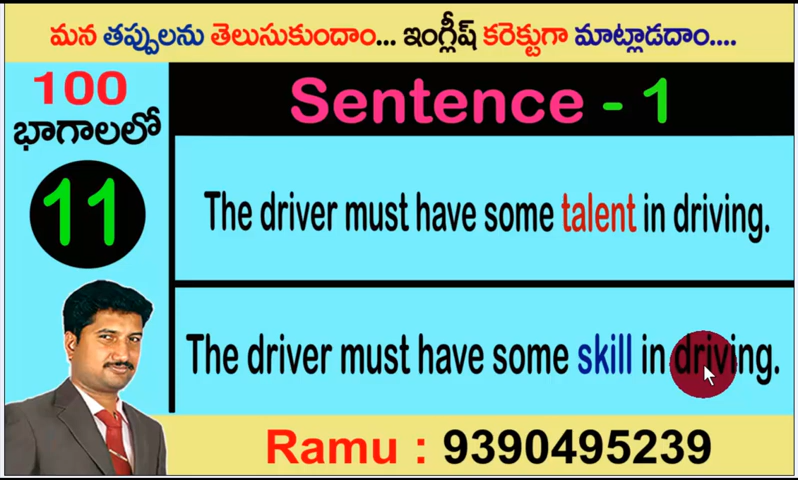 మన తప్పులను తెలుసుకుందాం... ఇంగ్లీష్ కరెక్టుగా మాట్లాడదాం....
100
భాగాలలో
11
Sentence - 1
The driver must have some talent in driving.
The driver must have some skill in driving.
Ramu : 9390495239